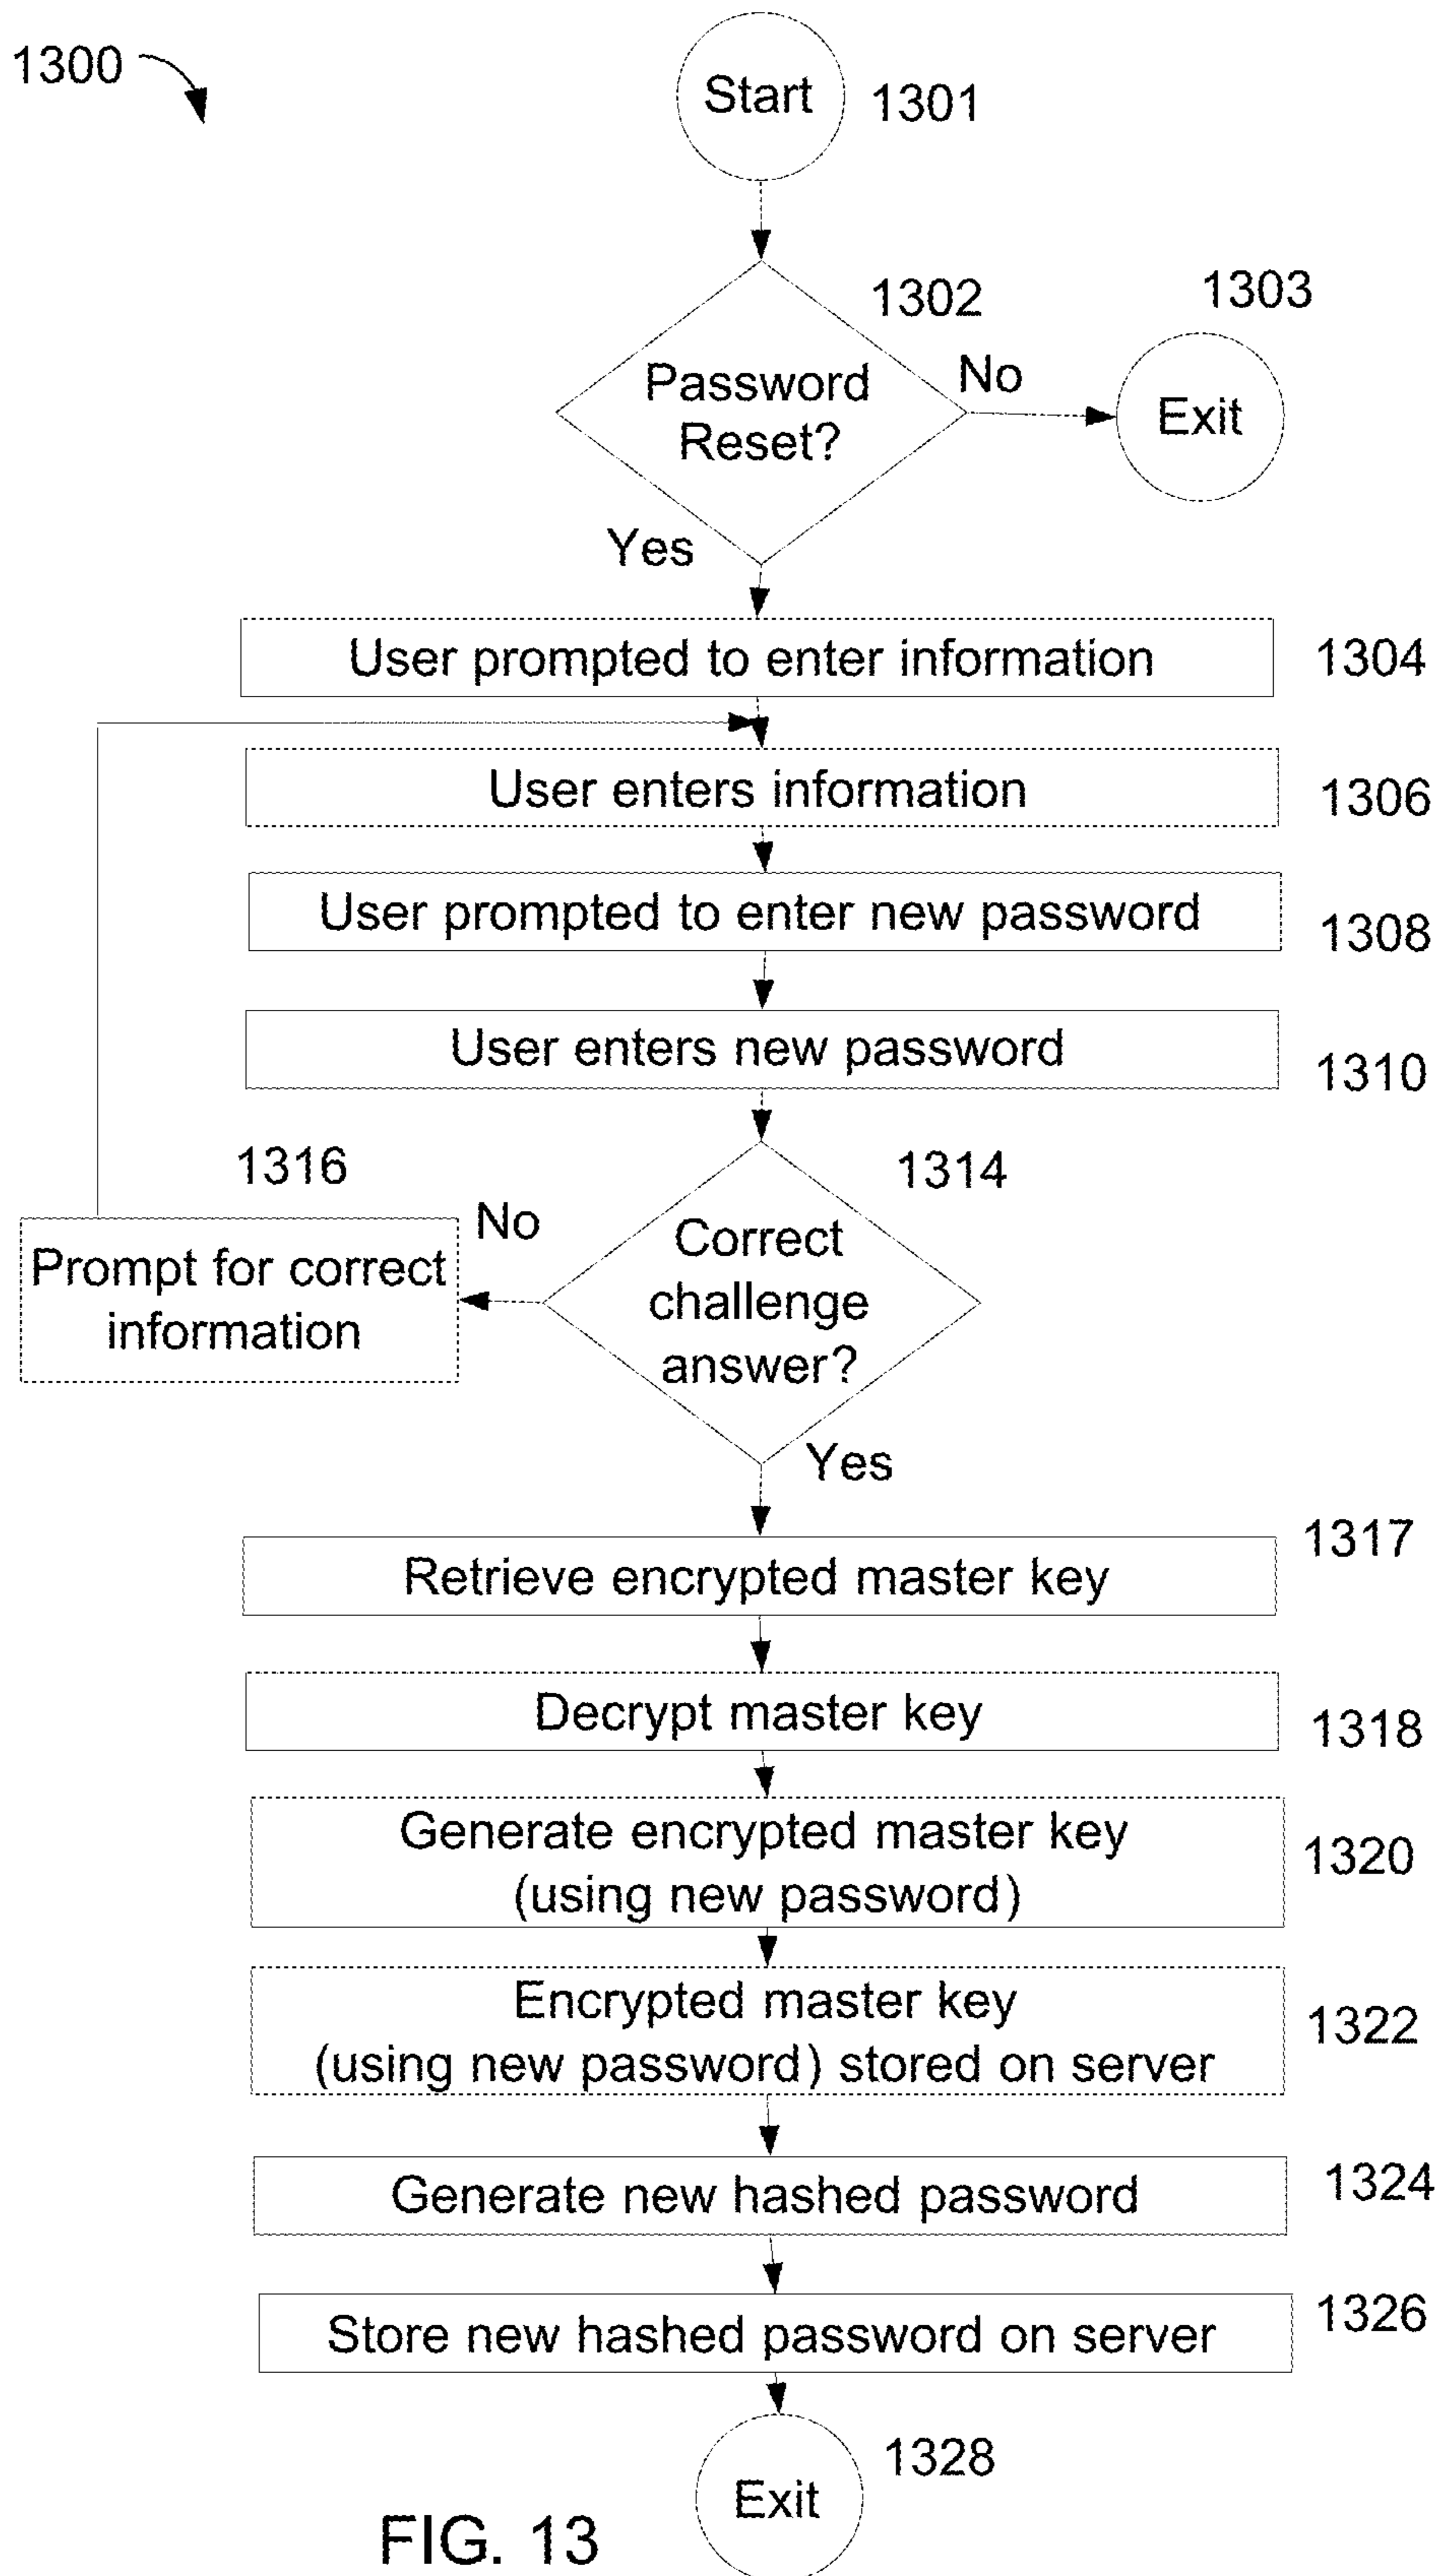 1300
Start
1301
1302
1303
Password
Reset?
No
Exit
Yes
User prompted to enter information
1304
User enters information
1306
User prompted to enter new password
1308
User enters new password
1310
1316
1314
No
Prompt for correct
information
Correct
challenge
answer?
Yes
1317
Retrieve encrypted master key
Decrypt master key
1318
Generate encrypted master key
(using new password)
1320
Encrypted master key
(using new password) stored on server
1322
Generate new hashed password
1324
Store new hashed password on server
1326
1328
Exit
FIG. 13